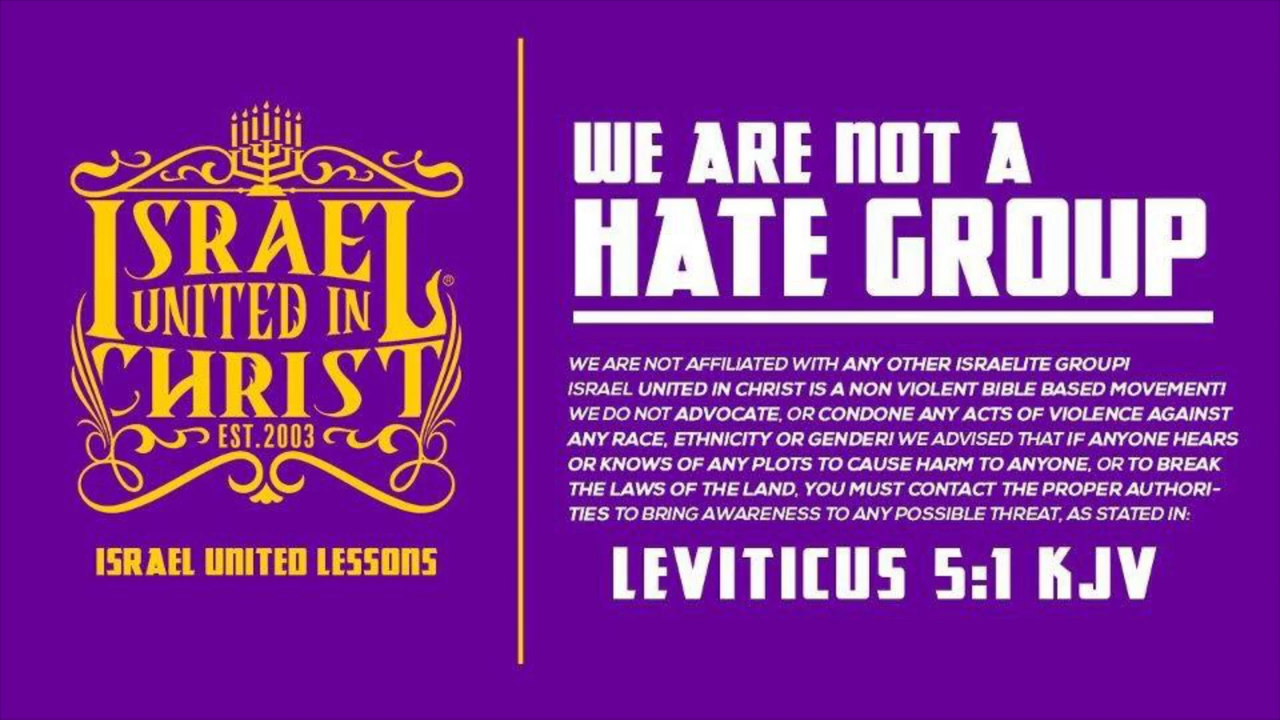 ISRAEL
UNITED IN
CHRIST
EST. 2003
®
ISRAEL UNITED LESSONS
WE ARE NOT A
HATE GROUP
WE ARE NOT AFFILIATED WITH ANY OTHER ISRAELITE GROUP!
ISRAEL UNITED IN CHRIST IS A NON VIOLENT BIBLE BASED MOVEMENT!
WE DO NOT ADVOCATE, OR CONDONE ANY ACTS OF VIOLENCE AGAINST
ANY RACE, ETHNICITY OR GENDER! WE ADVISED THAT IF ANYONE HEARS
OR KNOWS OF ANY PLOTS TO CAUSE HARM TO ANYONE, OR TO BREAK
THE LAWS OF THE LAND, YOU MUST CONTACT THE PROPER AUTHORI-
TIES TO BRING AWARENESS TO ANY POSSIBLE THREAT, AS STATED IN:
LEVITICUS 5:1 KJV